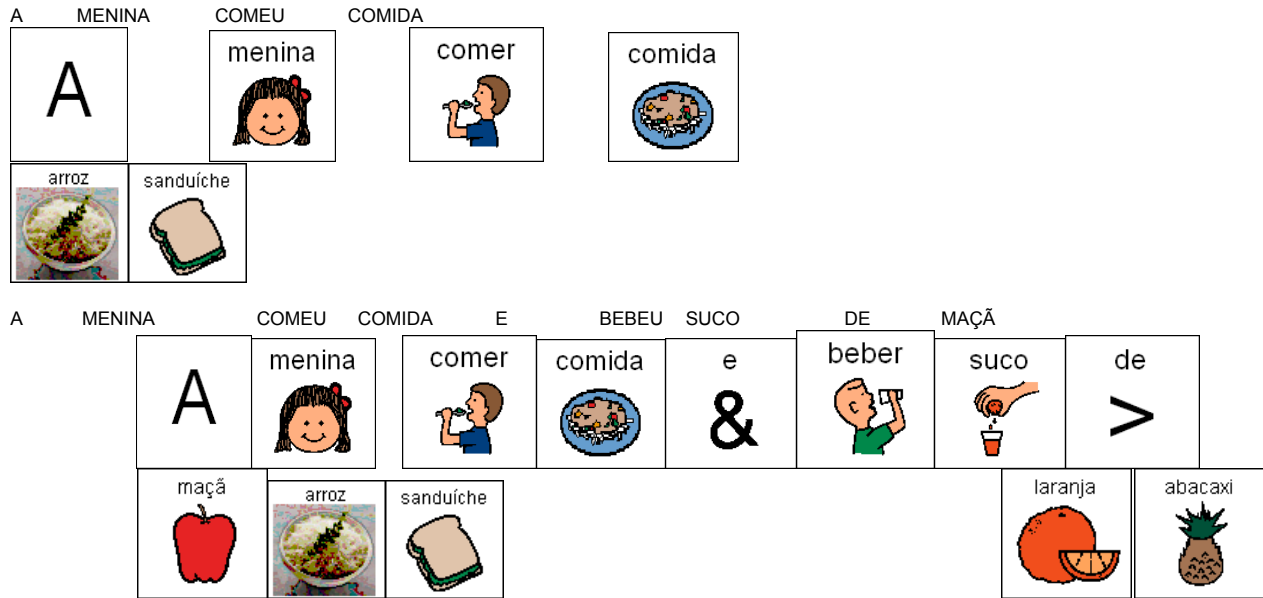 A MENINA COMEU COMIDA
A menina comer comida
arroz sanduíche
A MENINA COMEU COMIDA E BEBEU SUCO DE MAÇÃ
A menina comer comida e & beber suco de >
maçã arroz sanduíche laranja abacaxi